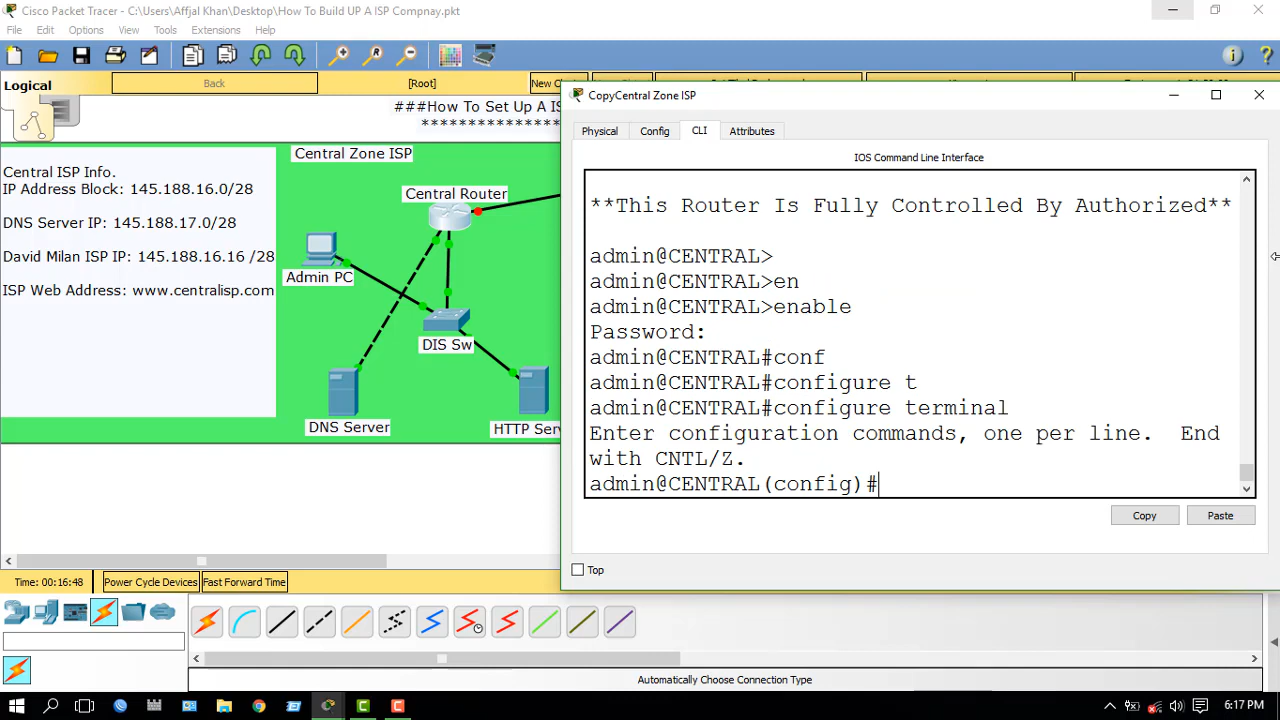 Cisco Packet Tracer - C:\Users\Affjal Khan\Desktop\How To Build UP A ISP Compnay.pkt
File Edit Options View Tools Extensions Help
Logical
Back
[Root]
###How To Set Up A IS
************
Central ISP Info.
IP Address Block: 145.188.16.0/28
DNS Server IP: 145.188.17.0/28
David Milan ISP IP: 145.188.16.16 /28
ISP Web Address: www.centralisp.com
Central Zone ISP
Central Router
Admin PC
DIS Sw
DNS Server
HTTP Serv
CopyCentral Zone ISP
Physical Config CLI Attributes
IOS Command Line Interface
**This Router Is Fully Controlled By Authorized**
admin@CENTRAL>
admin@CENTRAL>en
admin@CENTRAL>enable
Password:
admin@CENTRAL#conf
admin@CENTRAL#configure t
admin@CENTRAL#configure terminal
Enter configuration commands, one per line. End
with CNTL/Z.
admin@CENTRAL(config)#
Copy Paste
Top
Time: 00:16:48 Power Cycle Devices Fast Forward Time
Automatically Choose Connection Type
6:17 PM